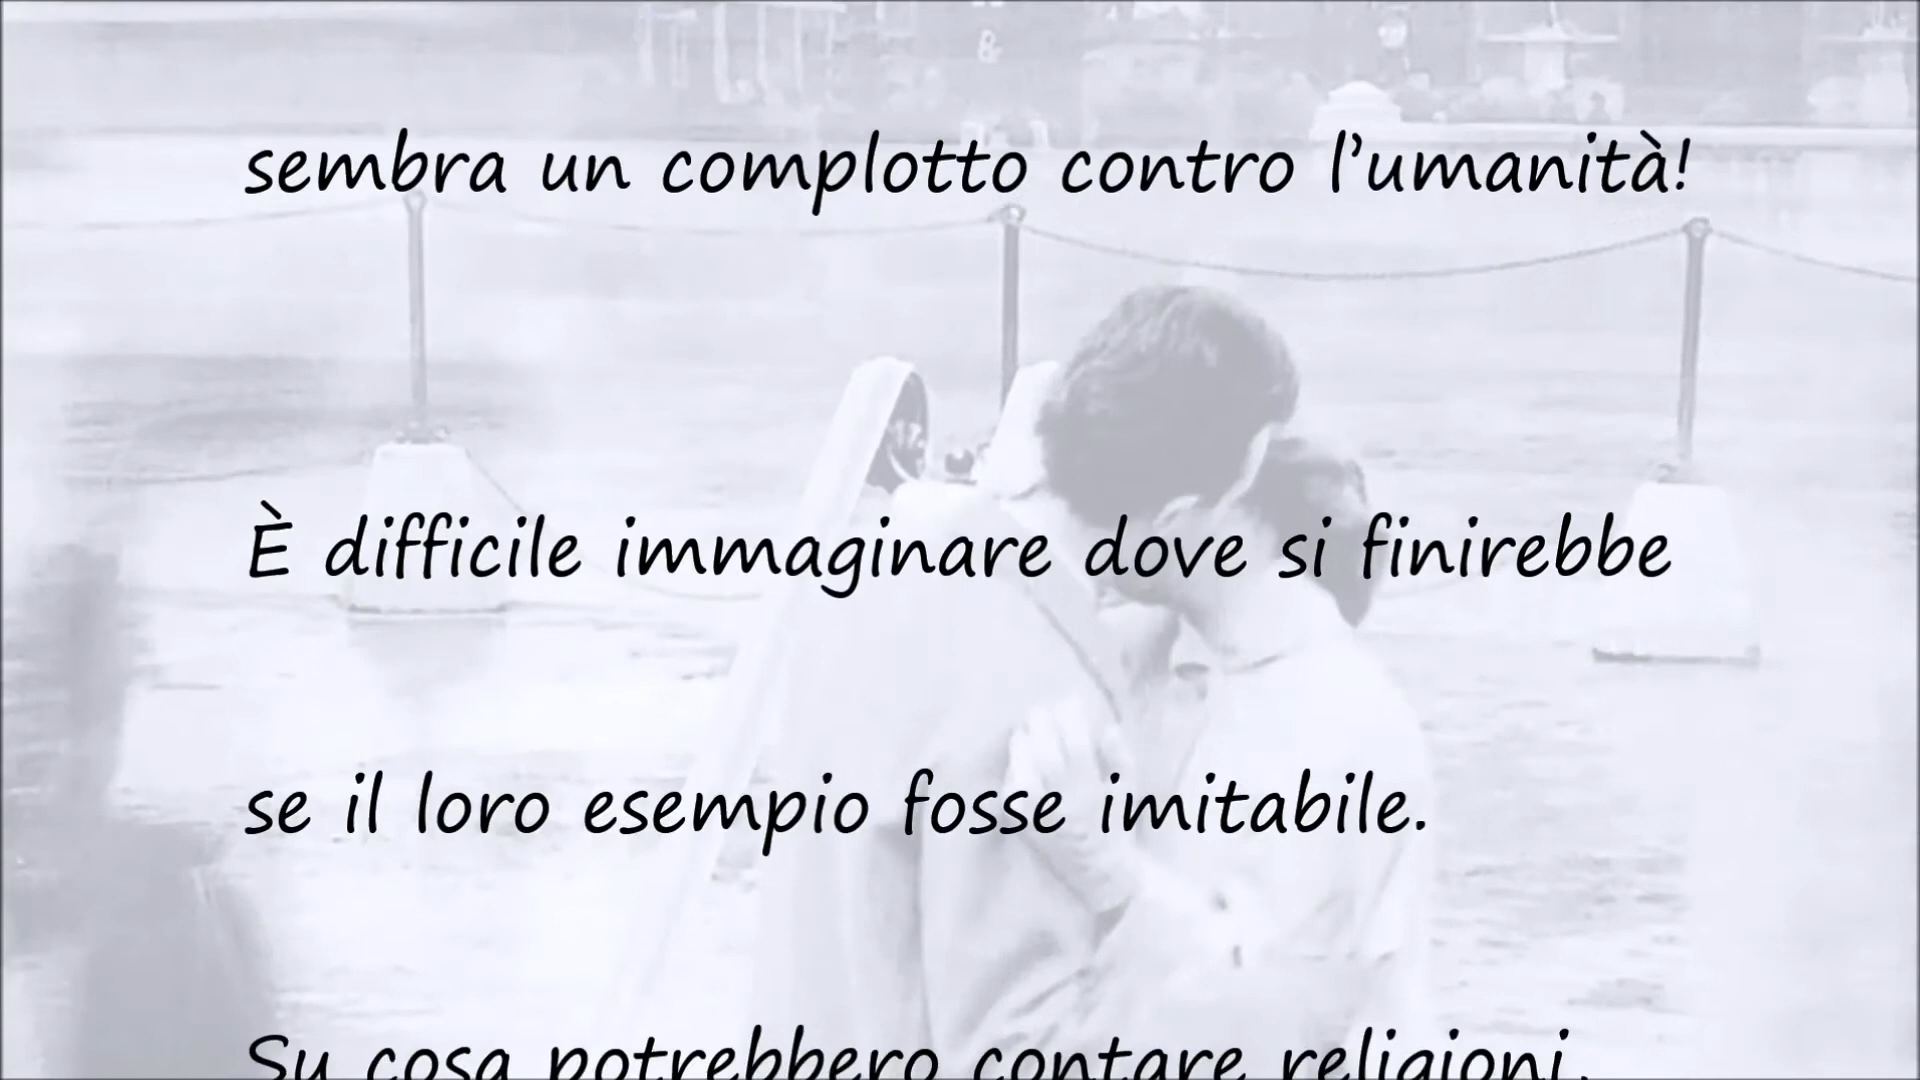 &
sembra un complotto contro l’umanità!
È difficile immaginare dove si finirebbe
se il loro esempio fosse imitabile.
Su cosa potrebbero contare religioni,